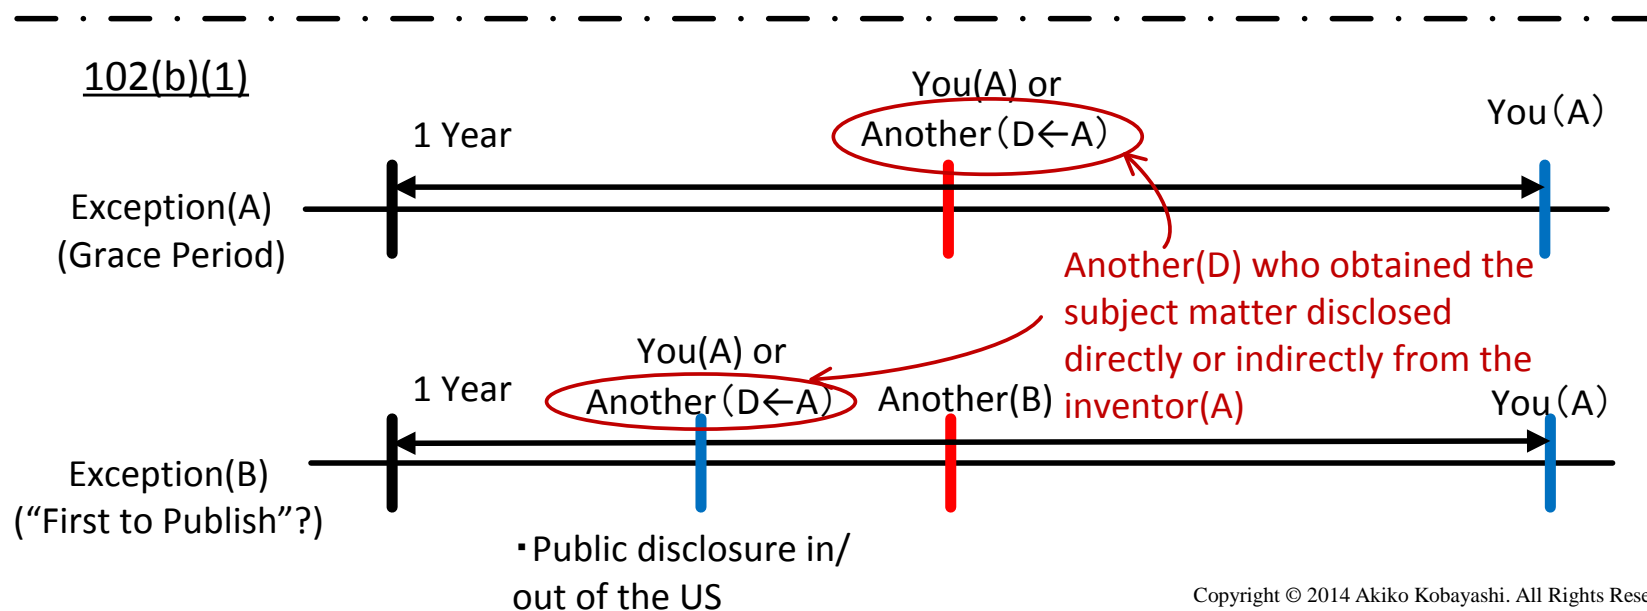 102(b)(1)
You(A) or
Another（D←A）
You（A）
1 Year
Exception(A)
(Grace Period)
Another(D) who obtained the
subject matter disclosed
directly or indirectly from the
inventor(A)
You(A) or
Another（D←A）
Another(B)
You（A）
1 Year
Exception(B)
(“First to Publish”?)
･Public disclosure in/
out of the US
Copyright © 2014 Akiko Kobayashi. All Rights Rese